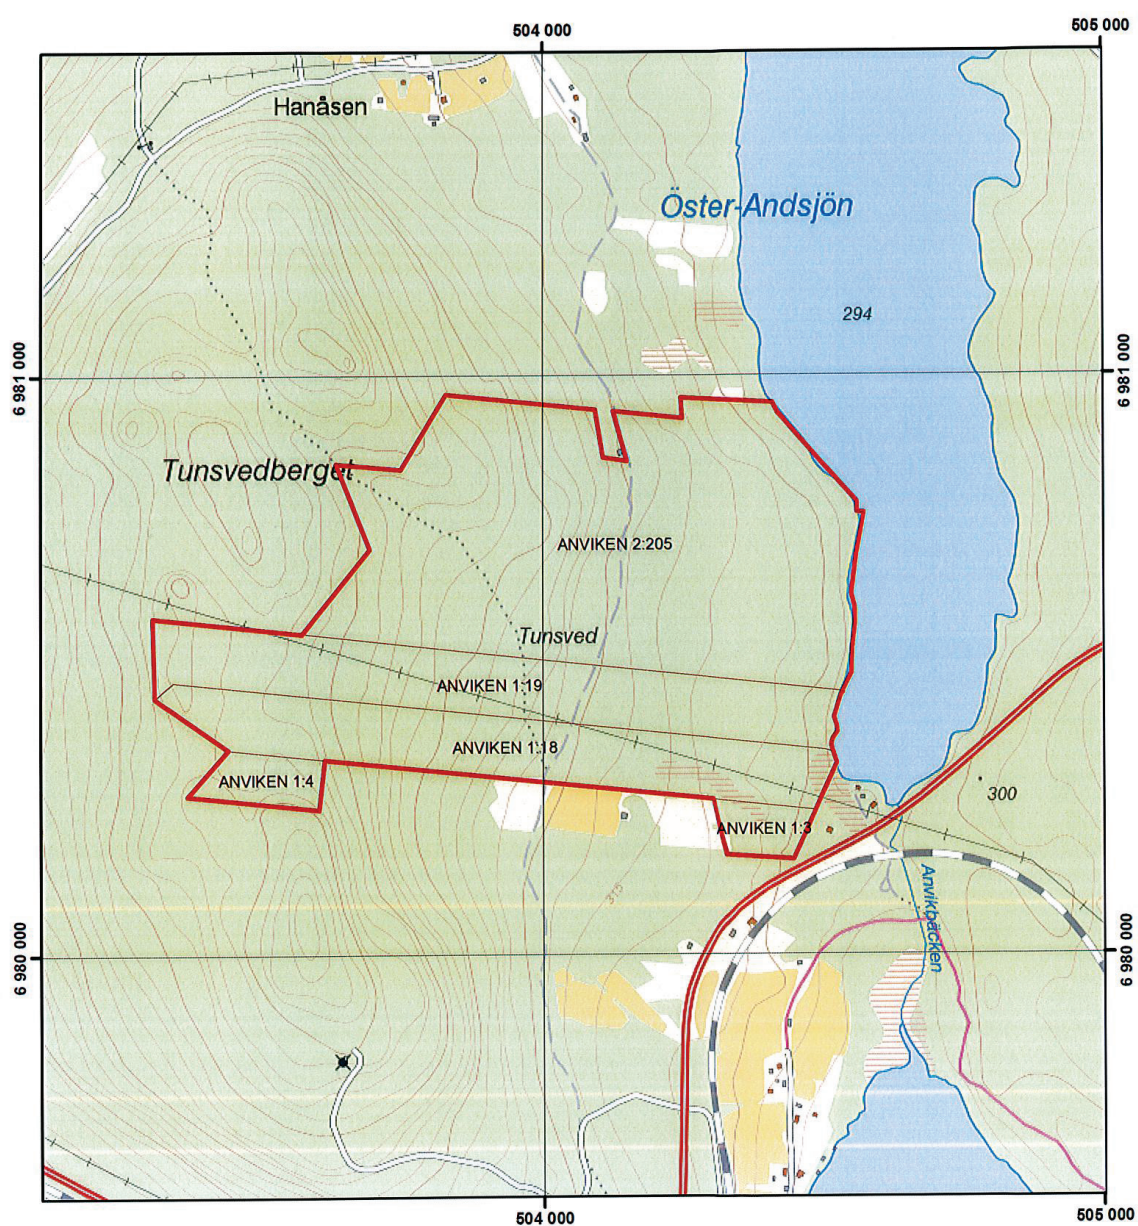 504 000
505 000
Hanåsen
Öster-Andsjön
294
6 981 000
6 981 000
Tunsvedberget
ANVIKEN 2:205
Tunsved
ANVIKEN 1:19
ANVIKEN 1:18
ANVIKEN 1:4
300
ANVIKEN 1:3
315
Anvikbäcken
6 980 000
6 980 000
504 000
505 000